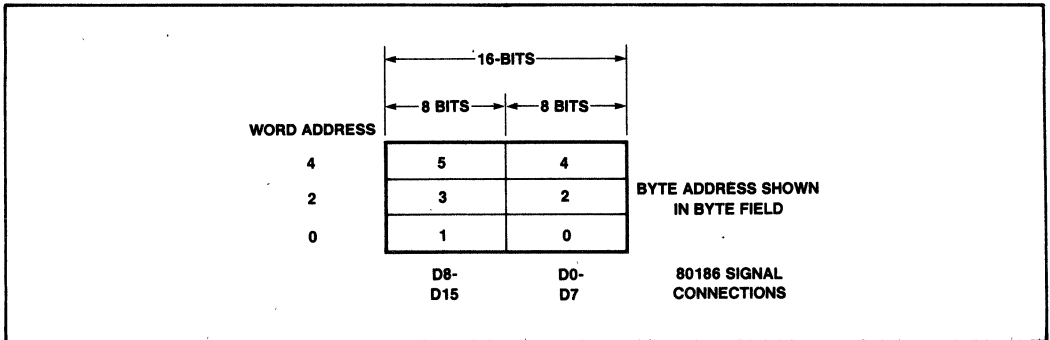 16-BITS
8 BITS 8 BITS
WORD ADDRESS
4 5 4
2 3 2
BYTE ADDRESS SHOWN
IN BYTE FIELD
0 1 0
D8-
D15
D0-
D7
80186 SIGNAL
CONNECTIONS